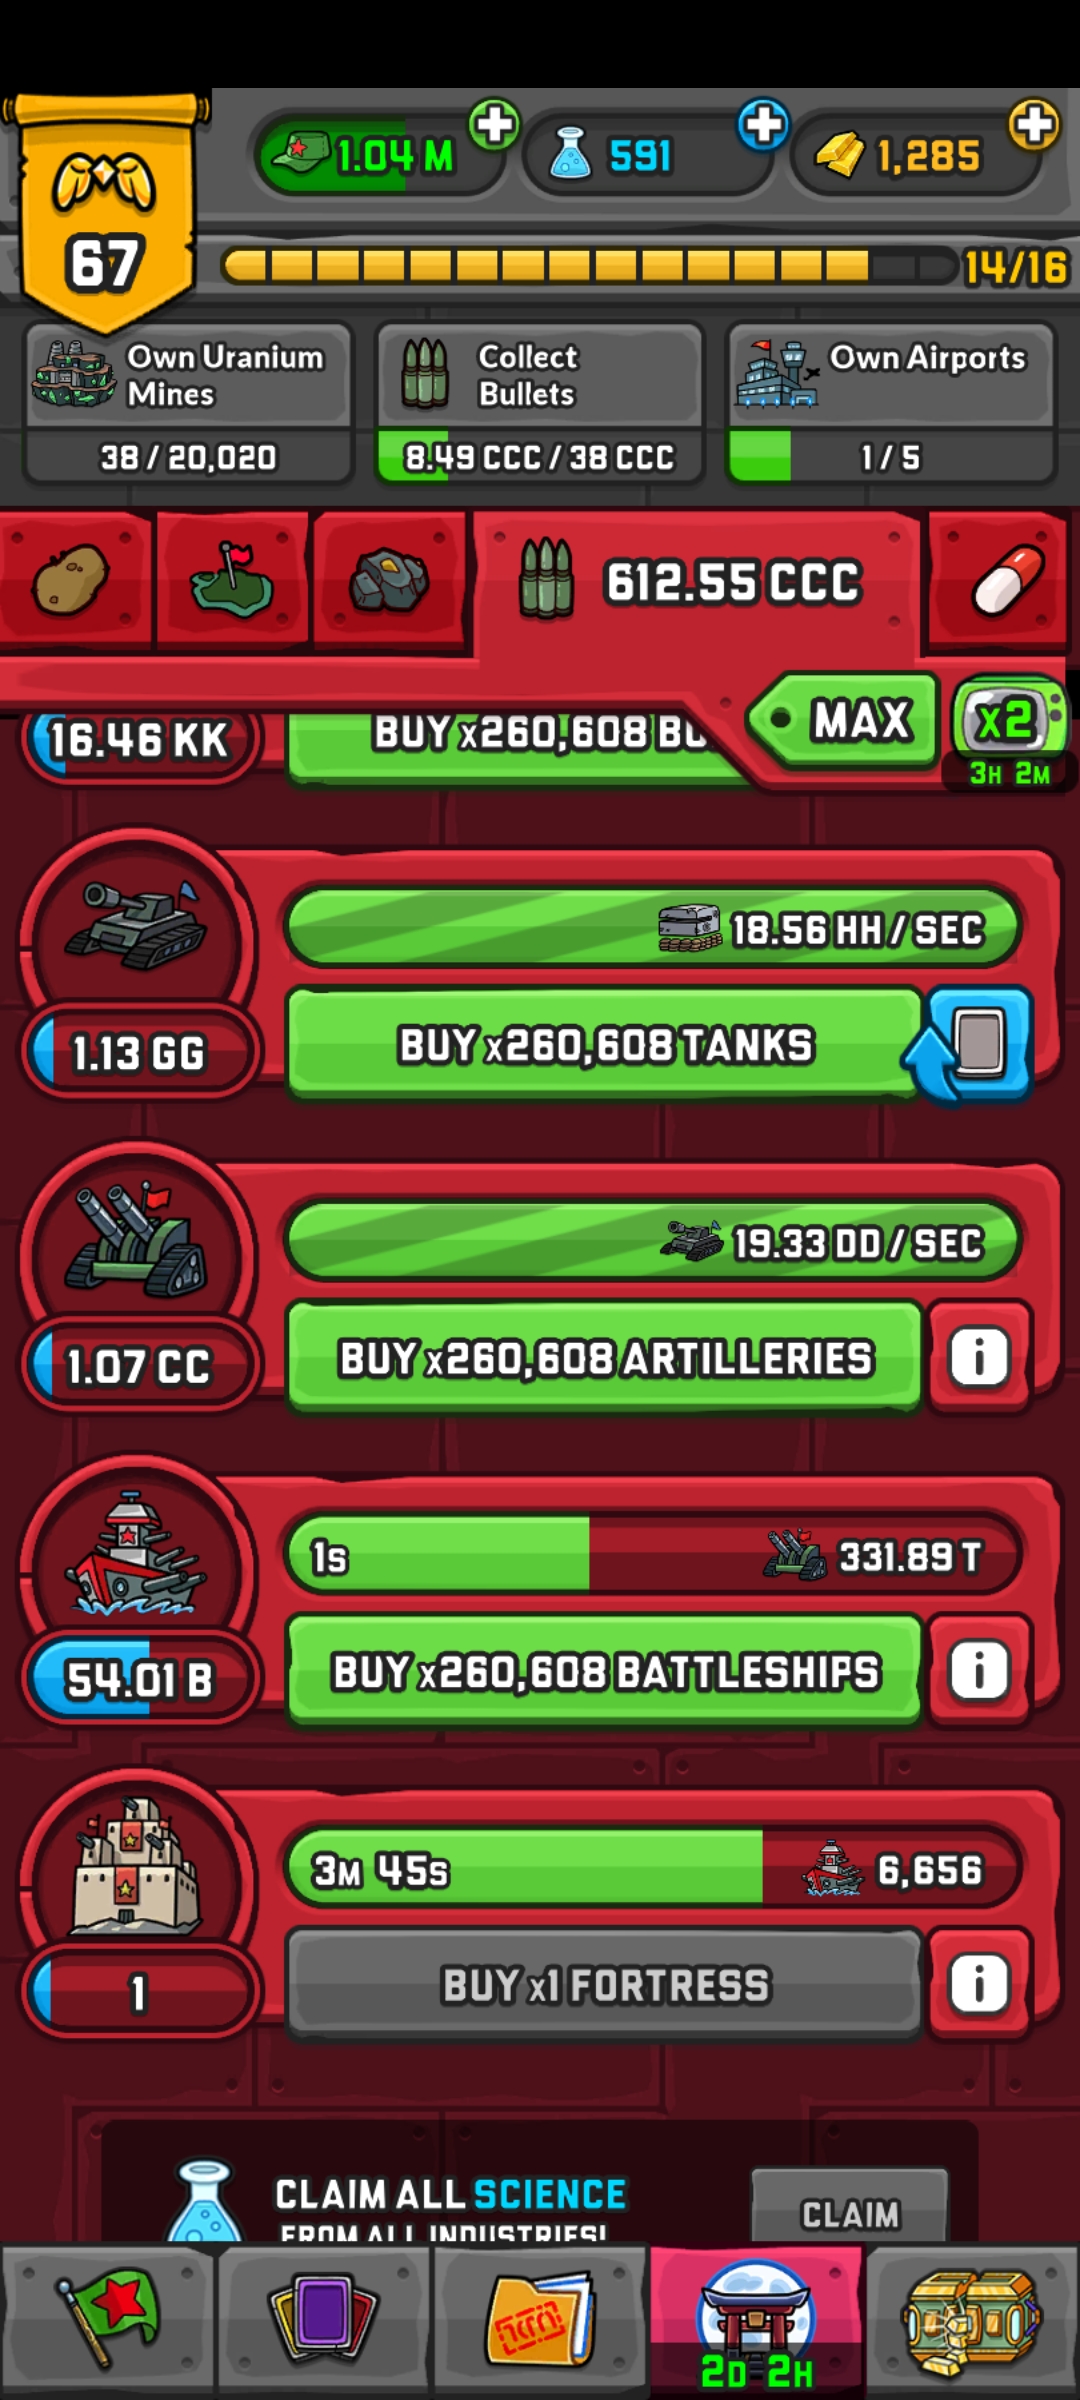 1.04 M
591
1,285
67
14/16
Own Uranium
Mines
38 / 20,020
Collect
Bullets
8.49 CCC / 38 CCC
Own Airports
1 / 5
612.55 CCC
MAX
x2
3H 2M
16.46 KK
BUY x260,608
18.56 HH / SEC
1.13 GG
BUY x260,608 TANKS
19.33 DD / SEC
1.07 CC
BUY x260,608 ARTILLERIES
i
1S
331.89 T
54.01 B
BUY x260,608 BATTLESHIPS
i
3M 45S
6,656
1
BUY x1 FORTRESS
i
CLAIM ALL SCIENCE
FROM ALL INDUSTRIES!
CLAIM
2D 2H